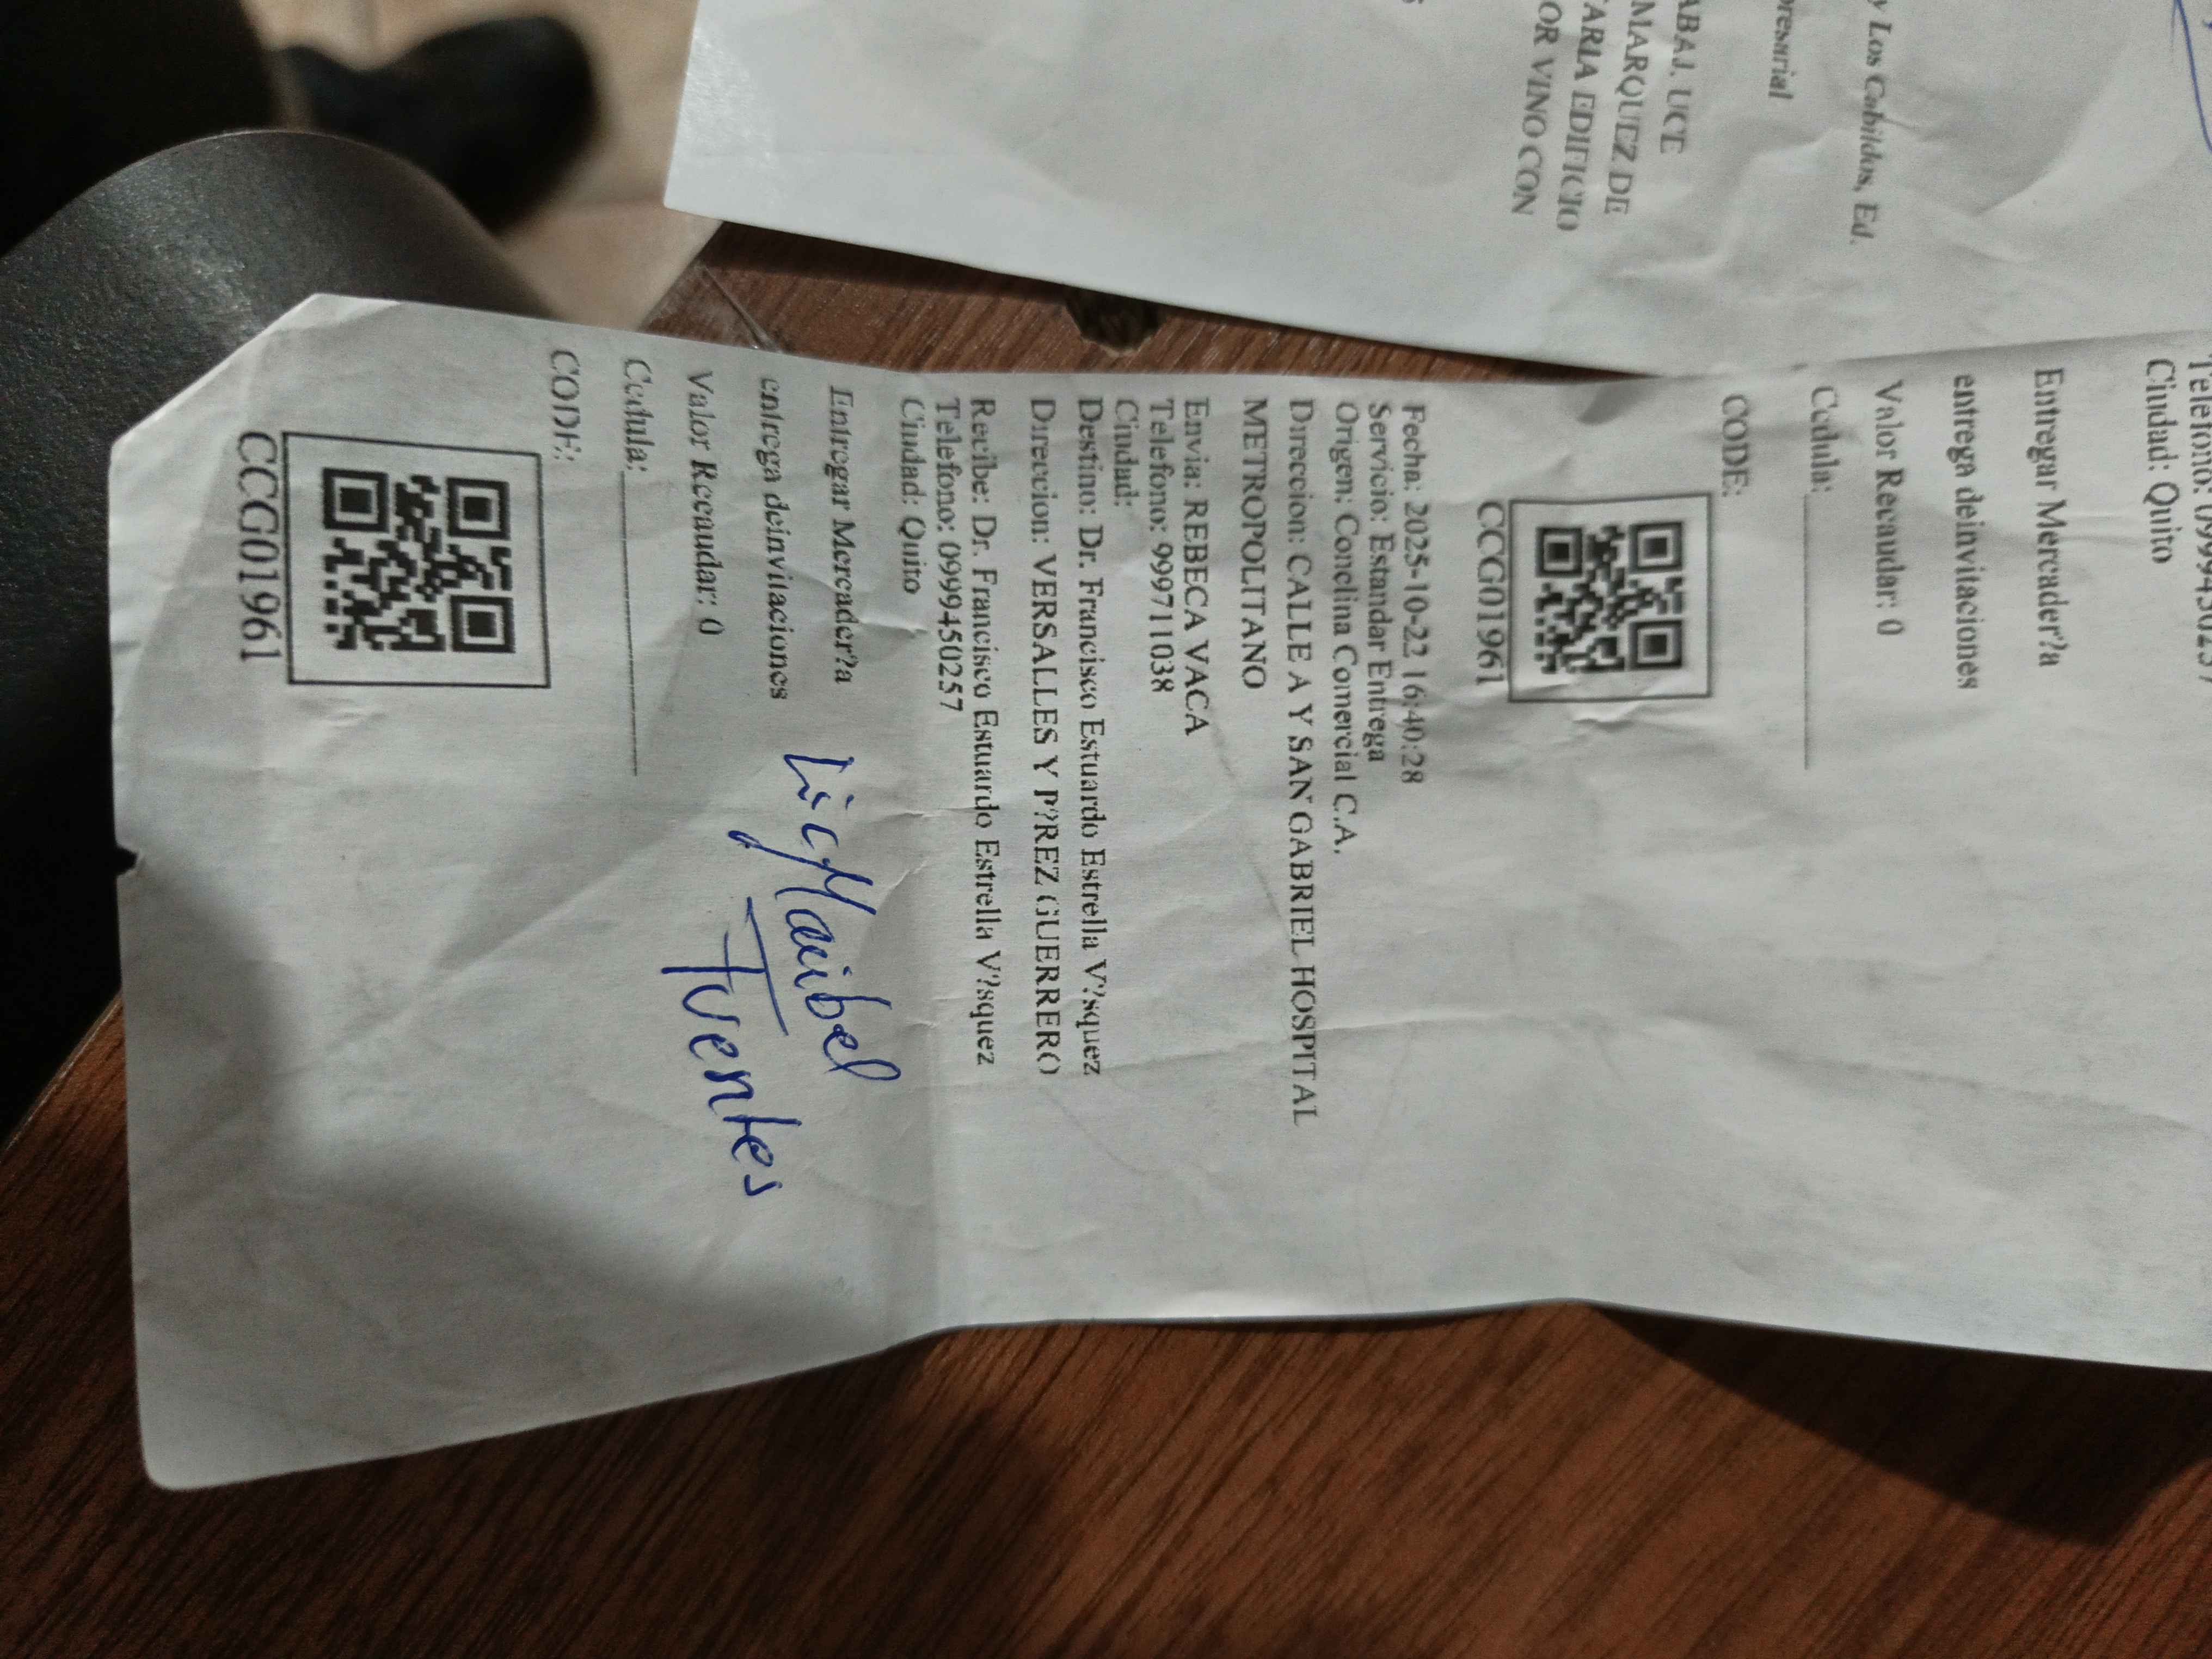 ABAJ. UCE
MARQUEZ DE
ARIA EDIFICIO
OR VINO CON
y Los Cabildos, Ed.
resarial
Telefono: 0999450257
Ciudad: Quito
Entregar Mercader?a
entrega deinvitaciones
Valor Recaudar: 0
Cedula:
CODE:
CCG01961
Fecha: 2025-10-22 16:40:28
Servicio: Estandar Entrega
Origen: Conclina Comercial C.A.
Direccion: CALLE A Y SAN GABRIEL HOSPITAL
METROPOLITANO
Envia: REBECA VACA
Telefono: 999711038
Ciudad:
Destino: Dr. Francisco Estuardo Estrella V?squez
Direccion: VERSALLES Y P?REZ GUERRERO
Recibe: Dr. Francisco Estuardo Estrella V?squez
Telefono: 0999450257
Ciudad: Quito
Entregar Mercader?a
entrega deinvitaciones
Lic Maribel
Fuentes
Valor Recaudar: 0
Cedula:
CODE:
CCG01961